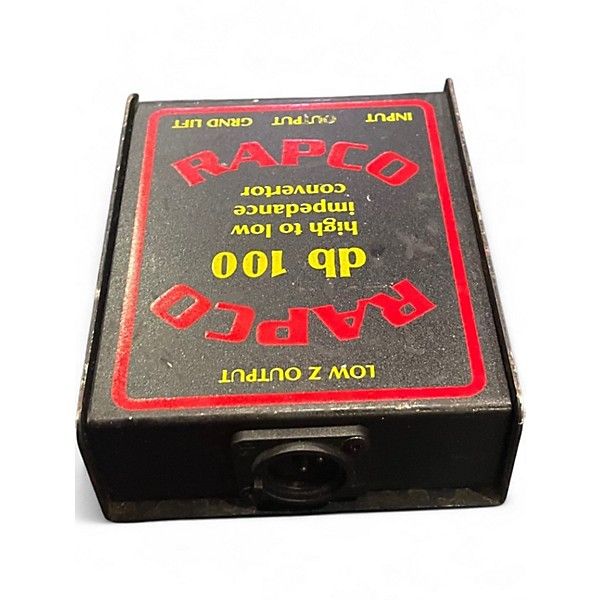 LOW Z OUTPUT
RAPCO
db 100
high to low
impedance
convertor
RAPCO
INPUT OUTPUT GRND LIFT